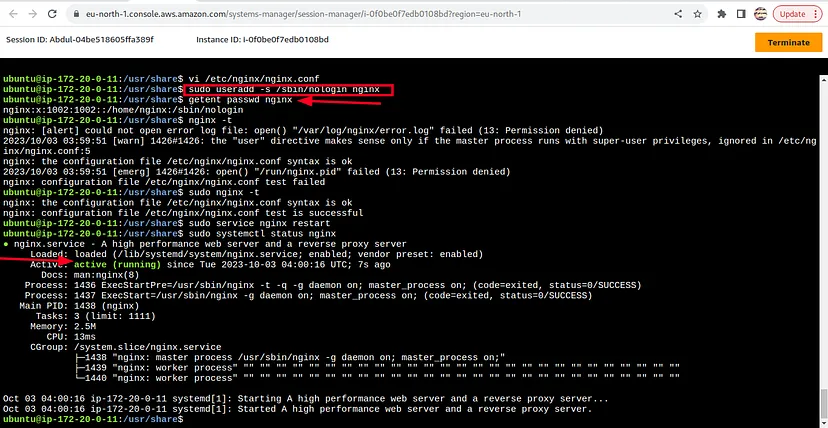 eu-north-1.console.aws.amazon.com/systems-manager/session-manager/i-0f0be0f7edb0108bd?region=eu-north-1
Update
Session ID: Abdul-04be518605ffa389f
Instance ID: i-0f0be0f7edb0108bd
Terminate
ubuntu@ip-172-20-0-11:/usr/share$ vi /etc/nginx/nginx.conf
ubuntu@ip-172-20-0-11:/usr/share$ sudo useradd -s /sbin/nologin nginx
ubuntu@ip-172-20-0-11:/usr/share$ getent passwd nginx
nginx:x:1002:1002::/home/nginx:/sbin/nologin
ubuntu@ip-172-20-0-11:/usr/share$ nginx -t
nginx: [alert] could not open error log file: open() "/var/log/nginx/error.log" failed (13: Permission denied)
2023/10/03 03:59:51 [warn] 1426#1426: the "user" directive makes sense only if the master process runs with super-user privileges, ignored in /etc/ng
inx/nginx.conf:5
nginx: the configuration file /etc/nginx/nginx.conf syntax is ok
2023/10/03 03:59:51 [emerg] 1426#1426: open() "/run/nginx.pid" failed (13: Permission denied)
nginx: configuration file /etc/nginx/nginx.conf test failed
ubuntu@ip-172-20-0-11:/usr/share$ sudo nginx -t
nginx: the configuration file /etc/nginx/nginx.conf syntax is ok
nginx: configuration file /etc/nginx/nginx.conf test is successful
ubuntu@ip-172-20-0-11:/usr/share$ sudo service nginx restart
ubuntu@ip-172-20-0-11:/usr/share$ sudo systemctl status nginx
● nginx.service - A high performance web server and a reverse proxy server
Loaded: loaded (/lib/systemd/system/nginx.service; enabled; vendor preset: enabled)
Active: active (running) since Tue 2023-10-03 04:00:16 UTC; 7s ago
Docs: man:nginx(8)
Process: 1436 ExecStartPre=/usr/sbin/nginx -t -q -g daemon on; master_process on; (code=exited, status=0/SUCCESS)
Process: 1437 ExecStart=/usr/sbin/nginx -g daemon on; master_process on; (code=exited, status=0/SUCCESS)
Main PID: 1438 (nginx)
Tasks: 3 (limit: 1111)
Memory: 2.5M
CPU: 13ms
CGroup: /system.slice/nginx.service
├─1438 "nginx: master process /usr/sbin/nginx -g daemon on; master_process on;"
├─1439 "nginx: worker process" "" "" "" "" "" "" "" "" "" "" "" "" "" "" "" "" "" "" "" "" "" "" "" "" "" "" "" ""
└─1440 "nginx: worker process" "" "" "" "" "" "" "" "" "" "" "" "" "" "" "" "" "" "" "" "" "" "" "" "" "" "" "" ""
Oct 03 04:00:16 ip-172-20-0-11 systemd[1]: Starting A high performance web server and a reverse proxy server...
Oct 03 04:00:16 ip-172-20-0-11 systemd[1]: Started A high performance web server and a reverse proxy server.
ubuntu@ip-172-20-0-11:/usr/share$